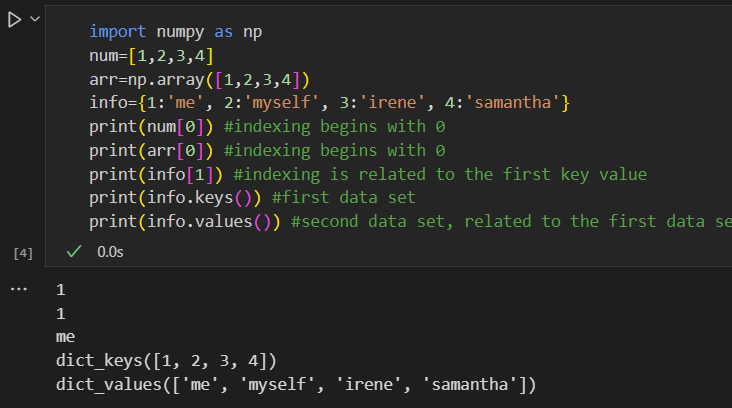 import numpy as np
num=[1,2,3,4]
arr=np.array([1,2,3,4])
info={1:'me', 2:'myself', 3:'irene', 4:'samantha'}
print(num[0]) #indexing begins with 0
print(arr[0]) #indexing begins with 0
print(info[1]) #indexing is related to the first key value
print(info.keys()) #first data set
print(info.values()) #second data set, related to the first data se
[4] 0.0s
1
1
me
dict_keys([1, 2, 3, 4])
dict_values(['me', 'myself', 'irene', 'samantha'])